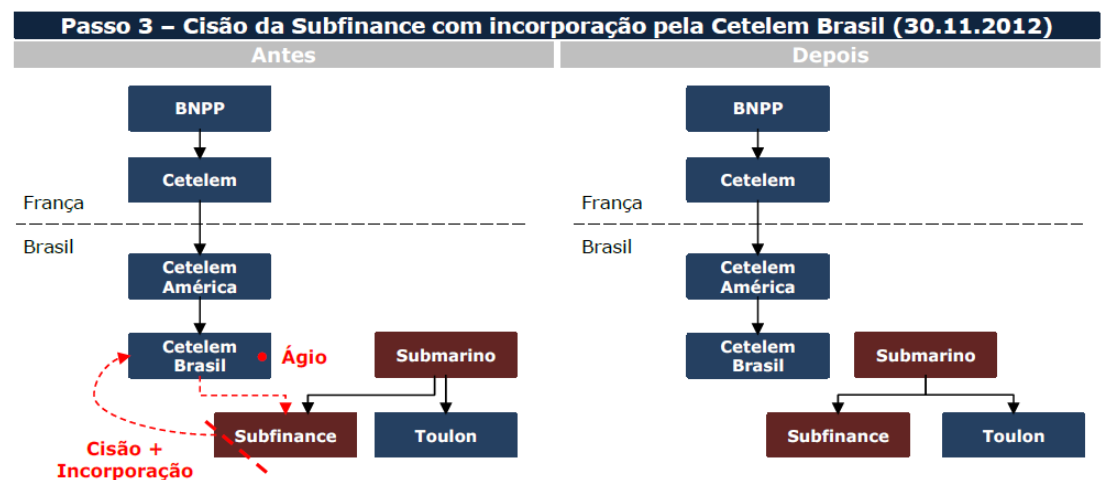 Passo 3 – Cisão da Subfinance com incorporação pela Cetelem Brasil (30.11.2012)
Antes
BNPP
Cetelem
França
Brasil
Cetelem
América
Cetelem
Brasil
Ágio
Submarino
Subfinance
Toulon
Cisão +
Incorporação
Depois
BNPP
Cetelem
França
Brasil
Cetelem
América
Cetelem
Brasil
Submarino
Subfinance
Toulon